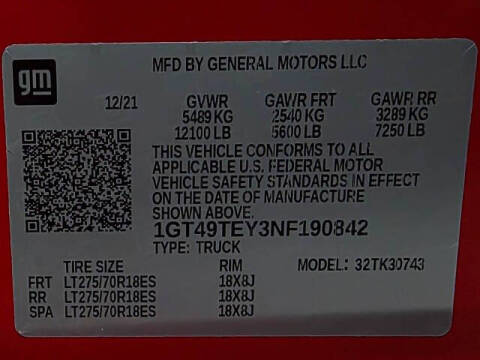 gm
MFD BY GENERAL MOTORS LLC
12/21 GVWR GAWR FRT GAWR RR
5489 KG 2540 KG 3289 KG
12100 LB 5600 LB 7250 LB
THIS VEHICLE CONFORMS TO ALL
APPLICABLE U.S. FEDERAL MOTOR
VEHICLE SAFETY STANDARDS IN EFFECT
ON THE DATE OF MANUFACTURE
SHOWN ABOVE.
1GT49TEY3NF190842
TYPE: TRUCK
TIRE SIZE RIM MODEL: 32TK30743
FRT LT275/70R18ES 18X8J
RR LT275/70R18ES 18X8J
SPA LT275/70R18ES 18X8J